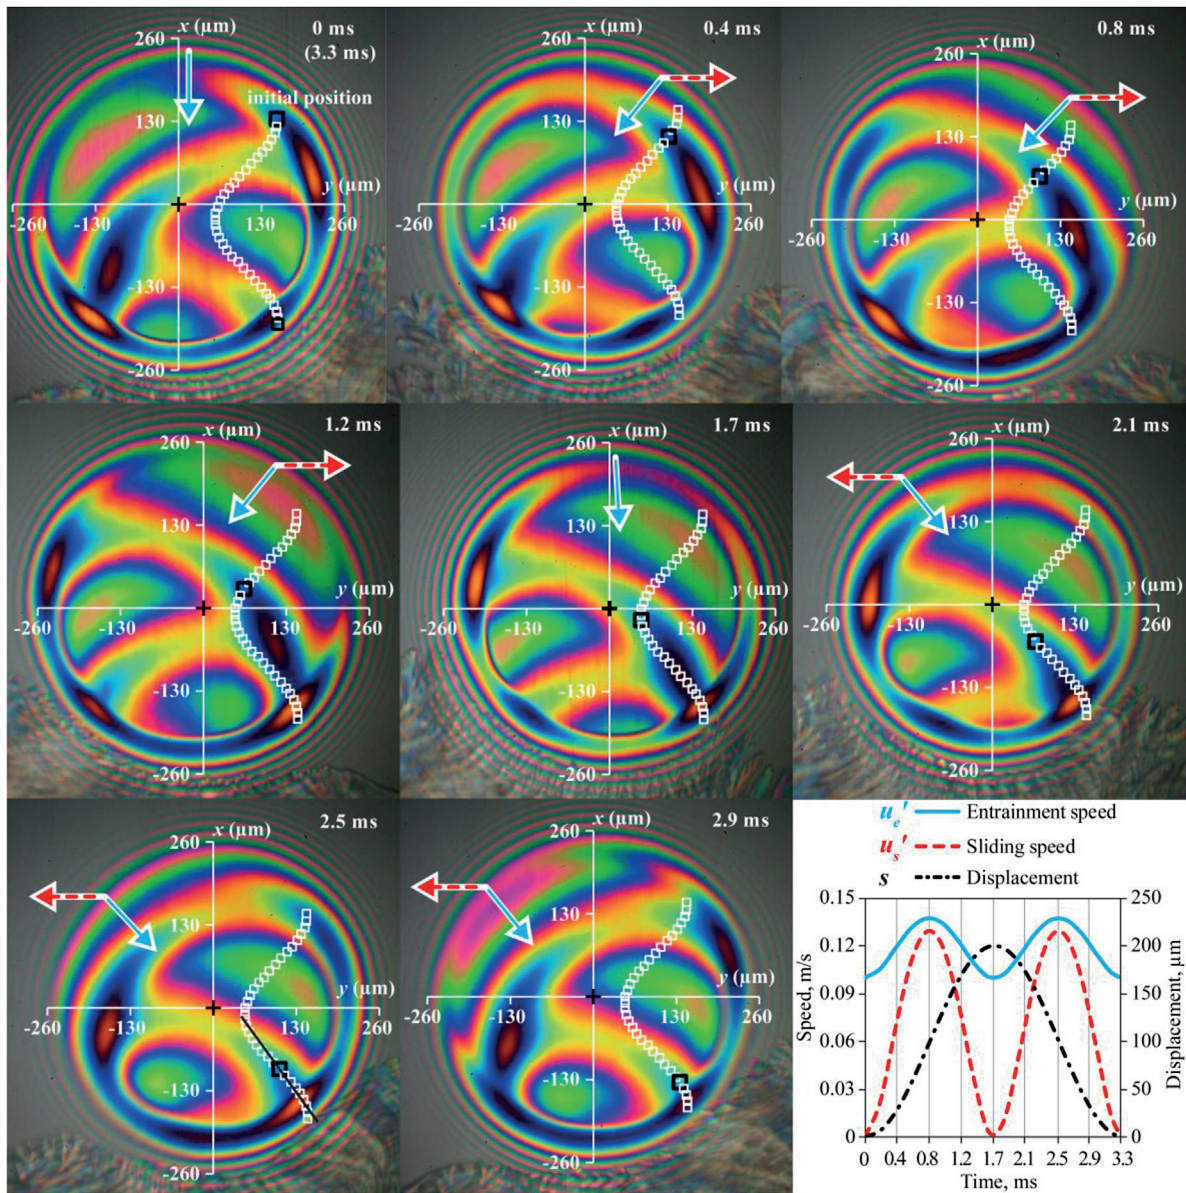 x (µm)
0 ms
(3.3 ms)
260
initial position
130
y (µm)
-260
-130
130
260
-130
-260
x (µm)
0.4 ms
260
130
y (µm)
-260
-130
130
260
-130
-260
x (µm)
0.8 ms
260
130
y (µm)
-260
-130
130
260
-130
-260
x (µm)
1.2 ms
260
130
y (µm)
-260
-130
130
260
-130
-260
x (µm)
1.7 ms
260
130
y (µm)
-260
-130
130
260
-130
-260
x (µm)
2.1 ms
260
130
y (µm)
-260
-130
130
260
-130
-260
x (µm)
2.5 ms
260
130
y (µm)
-260
-130
130
260
-130
-260
x (µm)
2.9 ms
260
130
y (µm)
-260
-130
130
260
-130
-260
uₑ' Entrainment speed
uₛ' Sliding speed
s Displacement
0.15
0.12
0.09
0.06
0.03
0
Speed, m/s
250
200
150
100
50
0
Displacement, µm
0 0.4 0.8 1.2 1.7 2.1 2.5 2.9 3.3
Time, ms